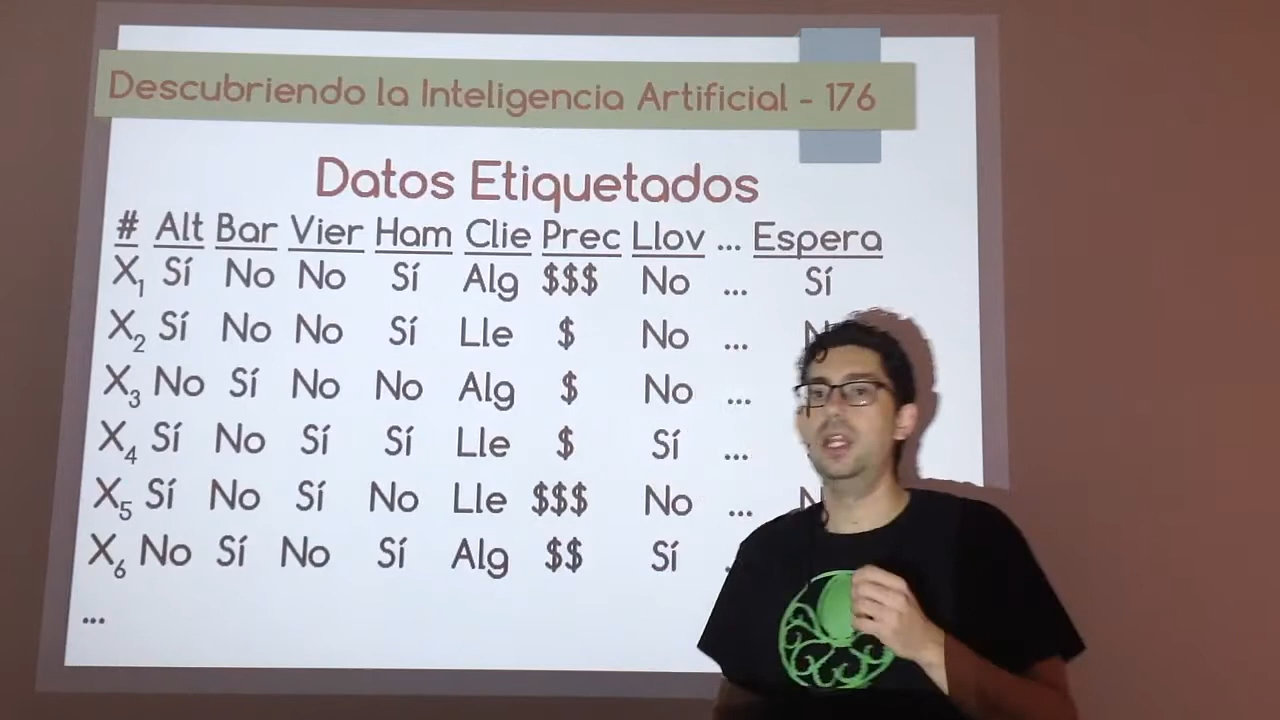 Descubriendo la Inteligencia Artificial - 176
Datos Etiquetados
# Alt Bar Vier Ham Clie Prec Llov ... Espera
X1 Sí No No Sí Alg $$$ No ... Sí
X2 Sí No No Sí Lle $ No ...
X3 No Sí No No Alg $ No ...
X4 Sí No Sí Sí Lle $ Sí ...
X5 Sí No Sí No Lle $$$ No ...
X6 No Sí No Sí Alg $$ Sí
...